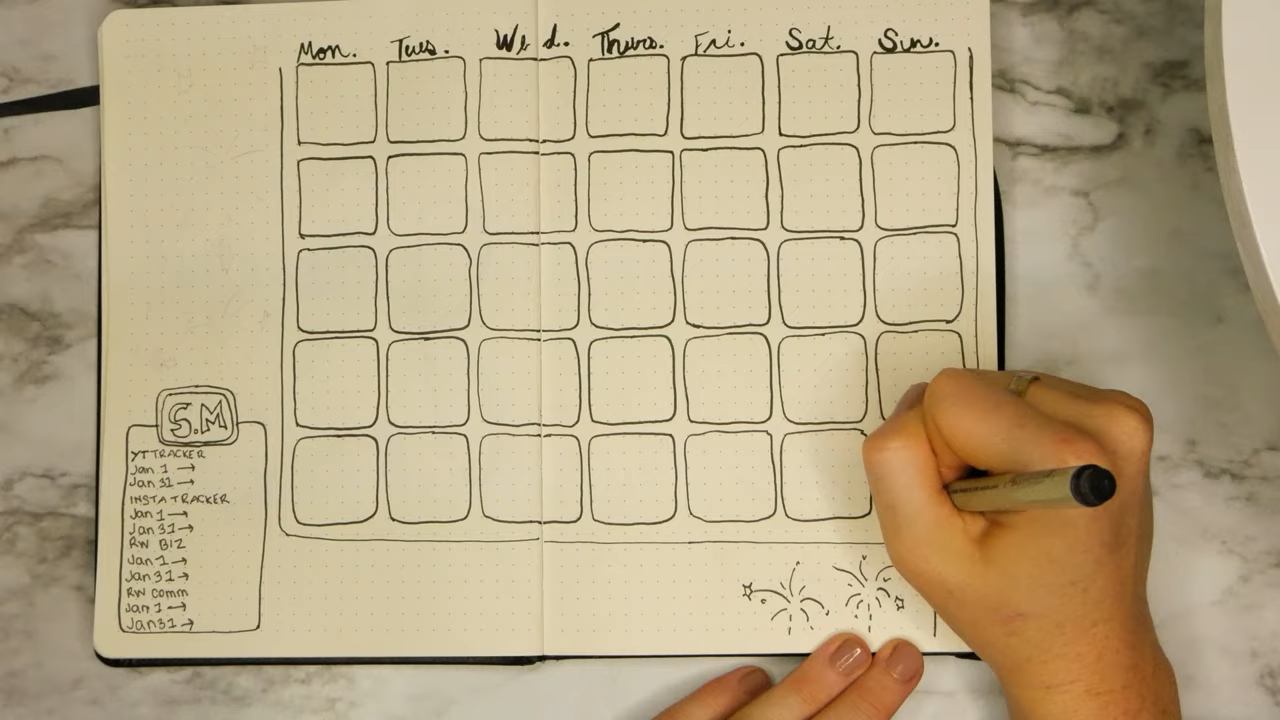 Mon. Tues. Wed. Thurs. Fri. Sat. Sun.
S.M
YT TRACKER
Jan 1 →
Jan 31 →
INSTA TRACKER
Jan 1 →
Jan 31 →
RW BIZ
Jan 1 →
Jan 31 →
RW comm
Jan 1 →
Jan 31 →